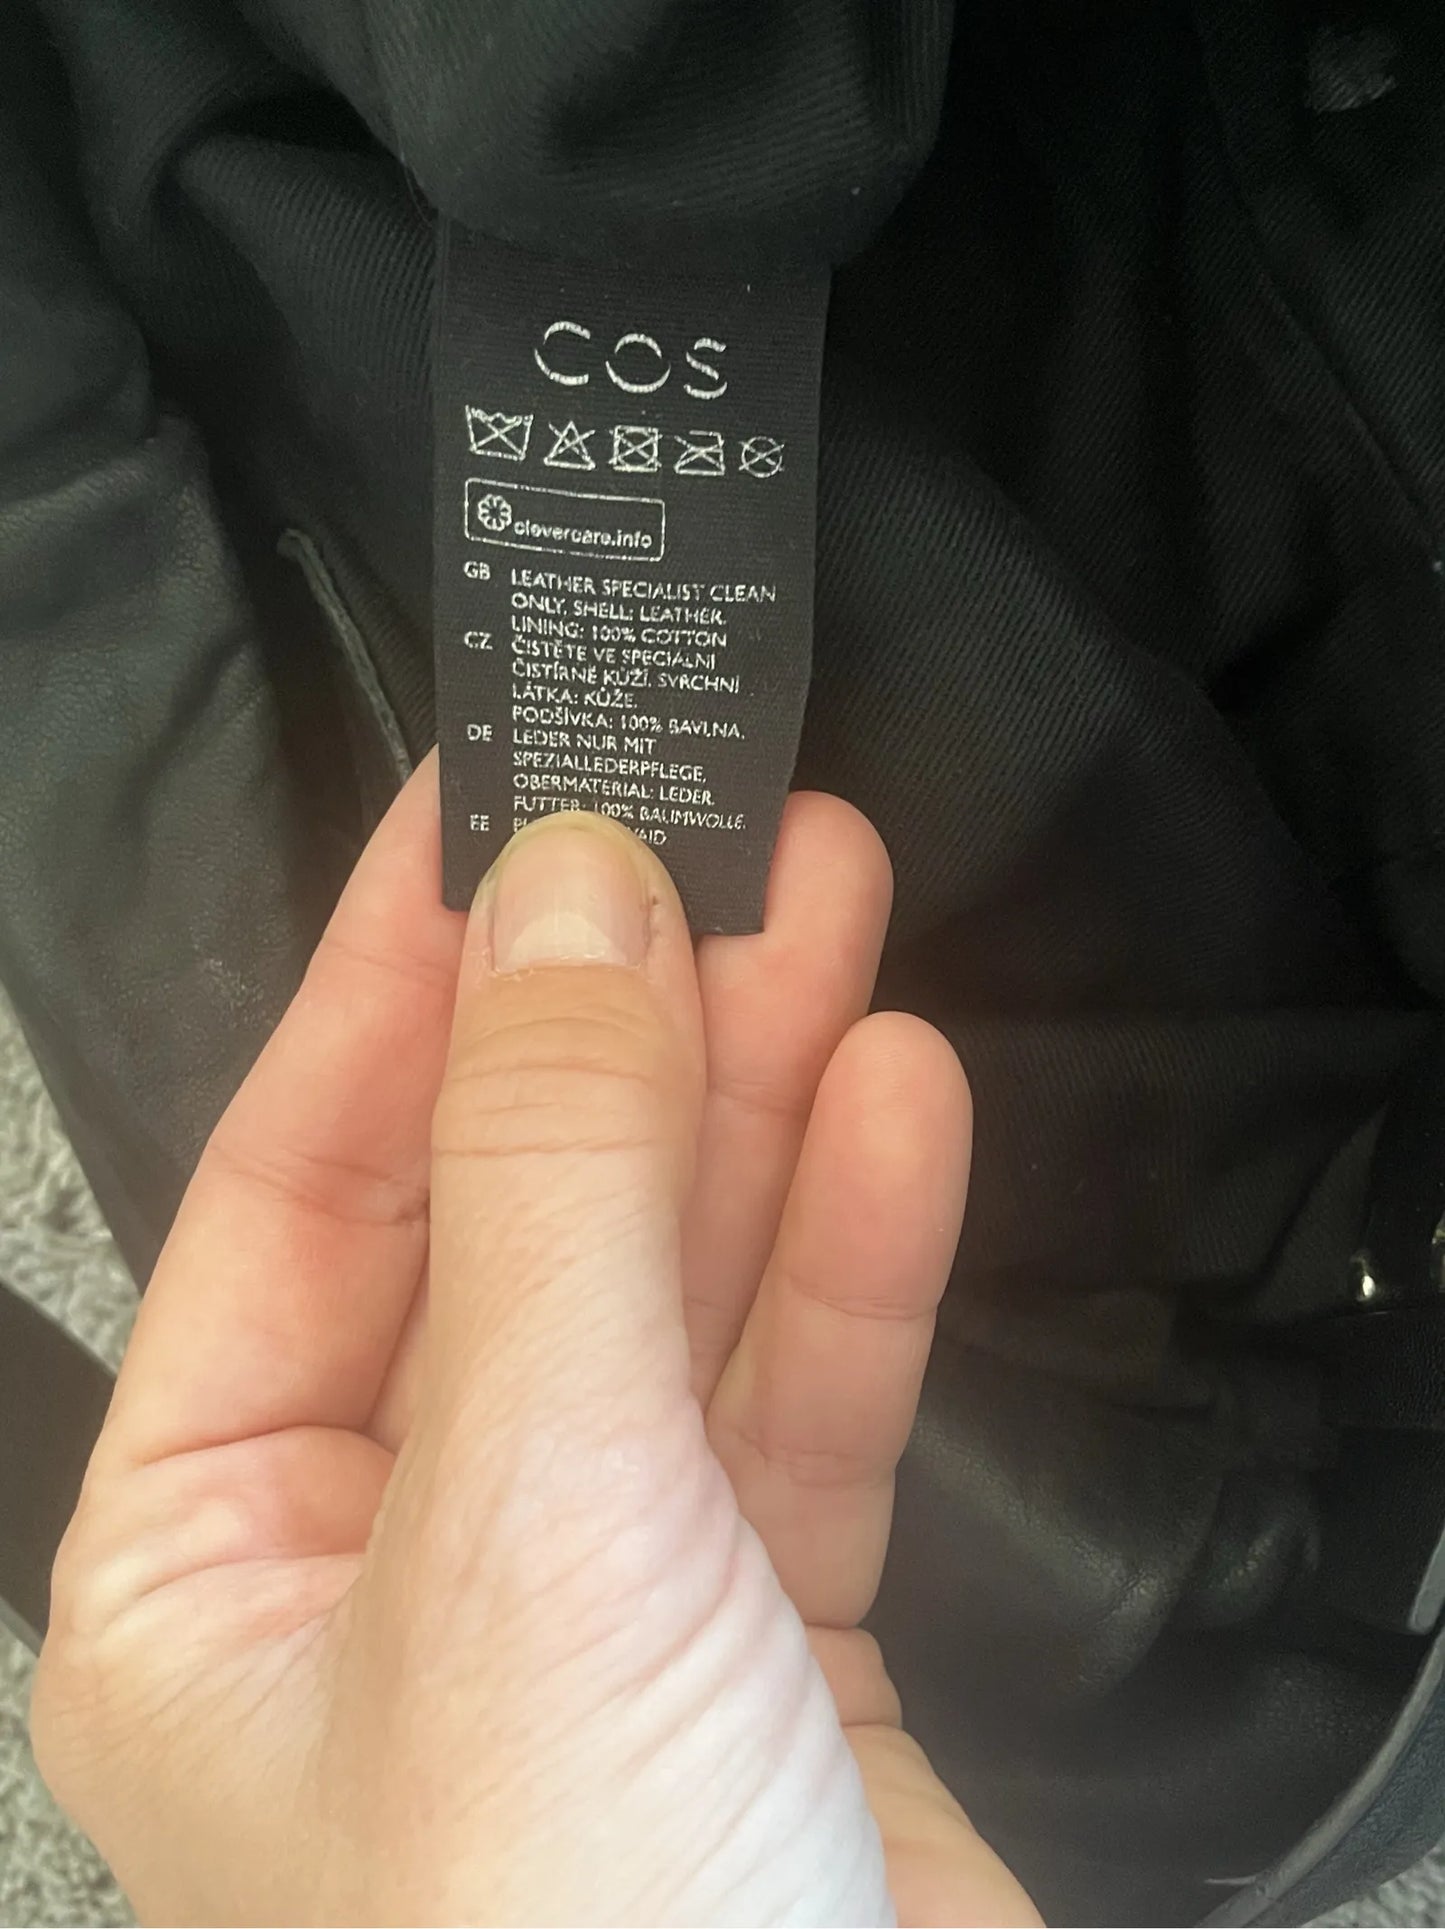 COS
clevercare.info
GB LEATHER SPECIALIST CLEAN
ONLY. SHELL: LEATHER.
LINING: 100% COTTON
CZ ČISTĚTE VE SPECIÁLNÍ
ČISTÍRNĚ KŮŽÍ. SVRCHNÍ
LÁTKA: KŮŽE.
PODŠÍVKA: 100% BAVLNA.
DE LEDER NUR MIT
SPEZIALLEDERPFLEGE.
OBERMATERIAL: LEDER.
FUTTER: 100% BAUMWOLLE.
EE